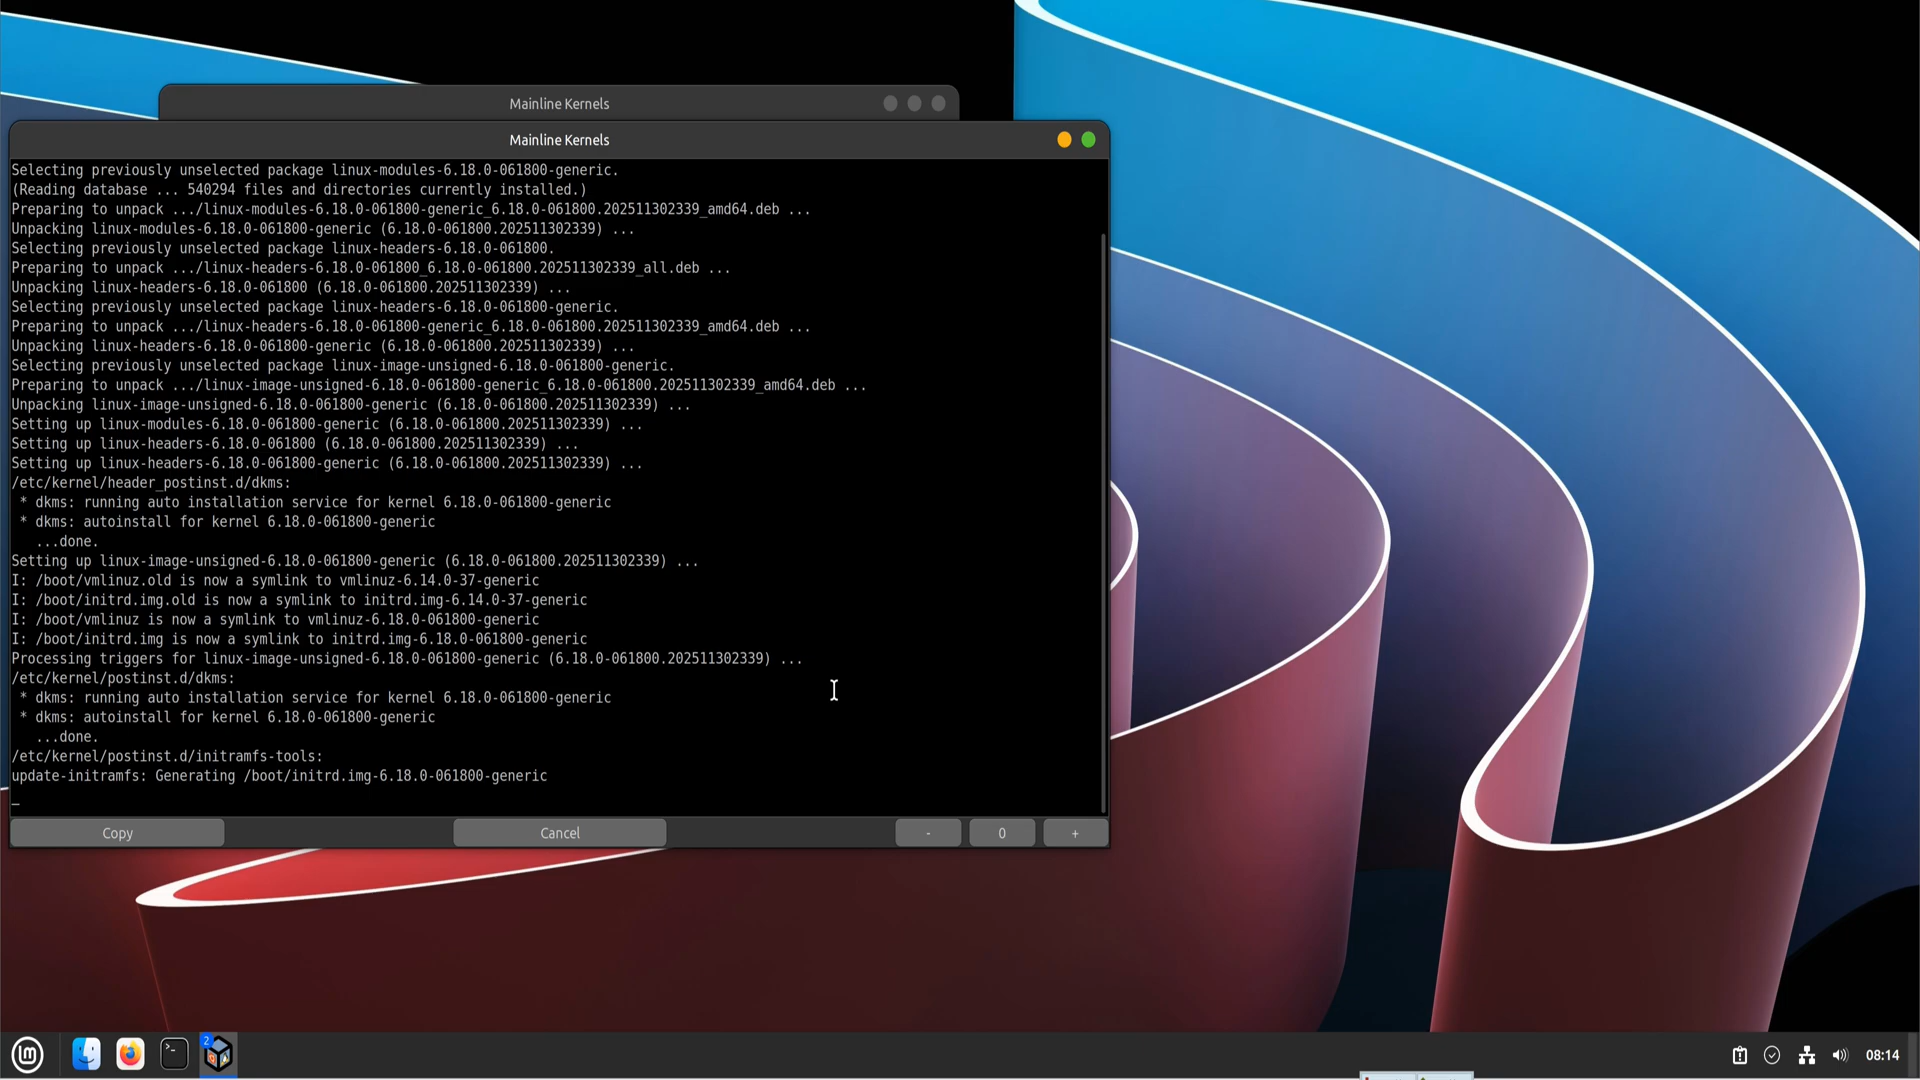 Mainline Kernels
Mainline Kernels
Selecting previously unselected package linux-modules-6.18.0-061800-generic.
(Reading database ... 540294 files and directories currently installed.)
Preparing to unpack .../linux-modules-6.18.0-061800-generic_6.18.0-061800.202511302339_amd64.deb ...
Unpacking linux-modules-6.18.0-061800-generic (6.18.0-061800.202511302339) ...
Selecting previously unselected package linux-headers-6.18.0-061800.
Preparing to unpack .../linux-headers-6.18.0-061800_6.18.0-061800.202511302339_all.deb ...
Unpacking linux-headers-6.18.0-061800 (6.18.0-061800.202511302339) ...
Selecting previously unselected package linux-headers-6.18.0-061800-generic.
Preparing to unpack .../linux-headers-6.18.0-061800-generic_6.18.0-061800.202511302339_amd64.deb ...
Unpacking linux-headers-6.18.0-061800-generic (6.18.0-061800.202511302339) ...
Selecting previously unselected package linux-image-unsigned-6.18.0-061800-generic.
Preparing to unpack .../linux-image-unsigned-6.18.0-061800-generic_6.18.0-061800.202511302339_amd64.deb ...
Unpacking linux-image-unsigned-6.18.0-061800-generic (6.18.0-061800.202511302339) ...
Setting up linux-modules-6.18.0-061800-generic (6.18.0-061800.202511302339) ...
Setting up linux-headers-6.18.0-061800 (6.18.0-061800.202511302339) ...
Setting up linux-headers-6.18.0-061800-generic (6.18.0-061800.202511302339) ...
/etc/kernel/header_postinst.d/dkms:
 * dkms: running auto installation service for kernel 6.18.0-061800-generic
 * dkms: autoinstall for kernel 6.18.0-061800-generic
   ...done.
Setting up linux-image-unsigned-6.18.0-061800-generic (6.18.0-061800.202511302339) ...
I: /boot/vmlinuz.old is now a symlink to vmlinuz-6.14.0-37-generic
I: /boot/initrd.img.old is now a symlink to initrd.img-6.14.0-37-generic
I: /boot/vmlinuz is now a symlink to vmlinuz-6.18.0-061800-generic
I: /boot/initrd.img is now a symlink to initrd.img-6.18.0-061800-generic
Processing triggers for linux-image-unsigned-6.18.0-061800-generic (6.18.0-061800.202511302339) ...
/etc/kernel/postinst.d/dkms:
 * dkms: running auto installation service for kernel 6.18.0-061800-generic
 * dkms: autoinstall for kernel 6.18.0-061800-generic
   ...done.
/etc/kernel/postinst.d/initramfs-tools:
update-initramfs: Generating /boot/initrd.img-6.18.0-061800-generic
Copy Cancel - 0 +
2
08:14